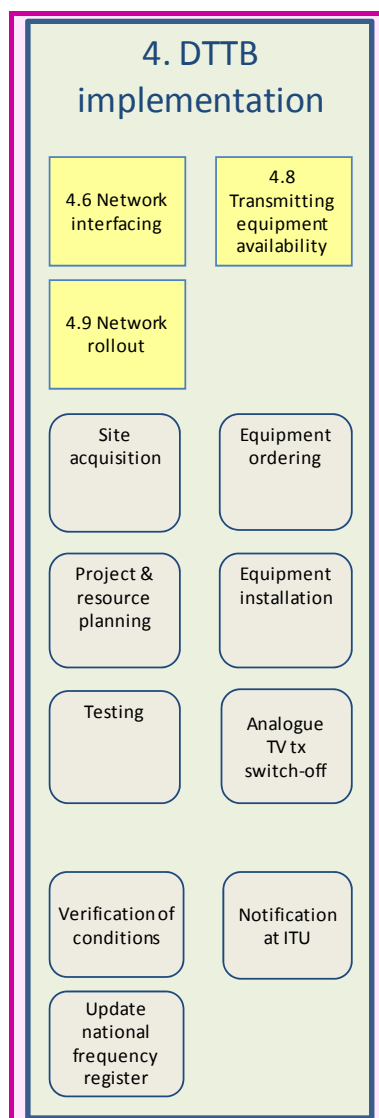 4. DTTB
implementation
4.6 Network
interfacing
4.8
Transmitting
equipment
availability
4.9 Network
rollout
Site
acquisition
Equipment
ordering
Project &
resource
planning
Equipment
installation
Testing
Analogue
TV tx
switch-off
Verification of
conditions
Notification
at ITU
Update
national
frequency
register